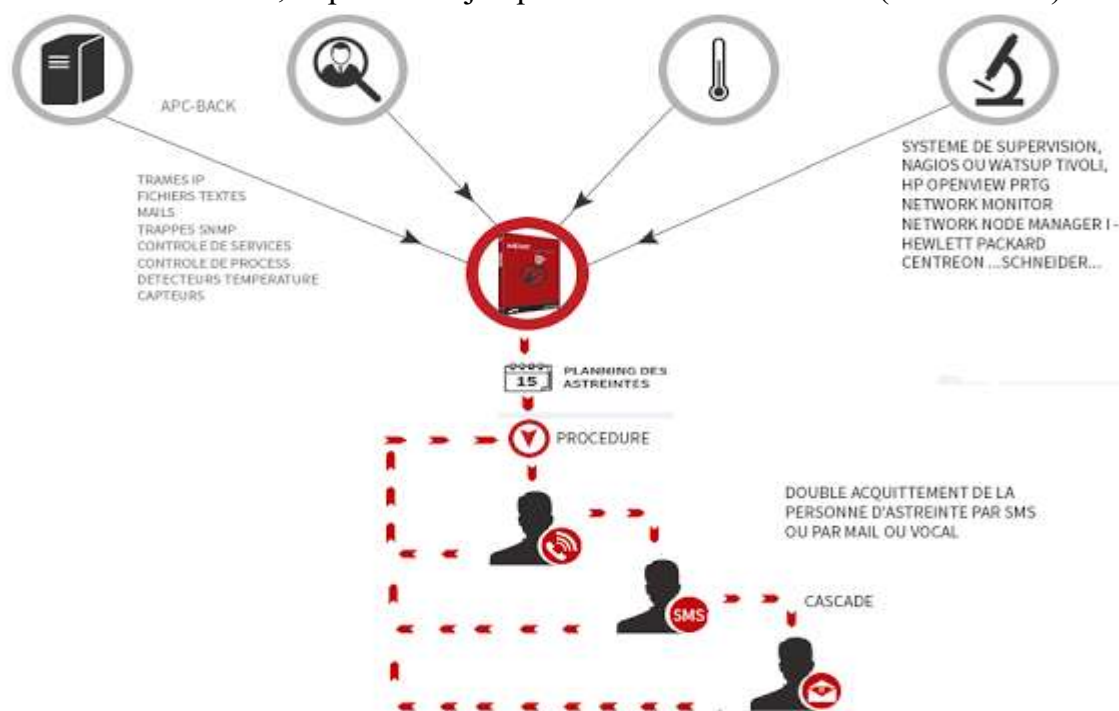 APC-BACK
TRAMES IP
FICHIERS TEXTES
MAILS
TRAPPES SNMP
CONTROLE DE SERVICES
CONTROLE DE PROCESS
DETECTEURS TEMPERATURE
CAPTEURS
SYSTEME DE SUPERVISION,
NAGIOS OU WATSUP TIVOLI,
HP OPENVIEW PRTG
NETWORK MONITOR
NETWORK NODE MANAGER I -
HEWLETT PACKARD
CENTREON ...SCHNEIDER...
15
PLANNING DES
ASTREINTES
PROCEDURE
DOUBLE ACQUITTEMENT DE LA
PERSONNE D'ASTREINTE PAR SMS
OU PAR MAIL OU VOCAL
SMS
CASCADE